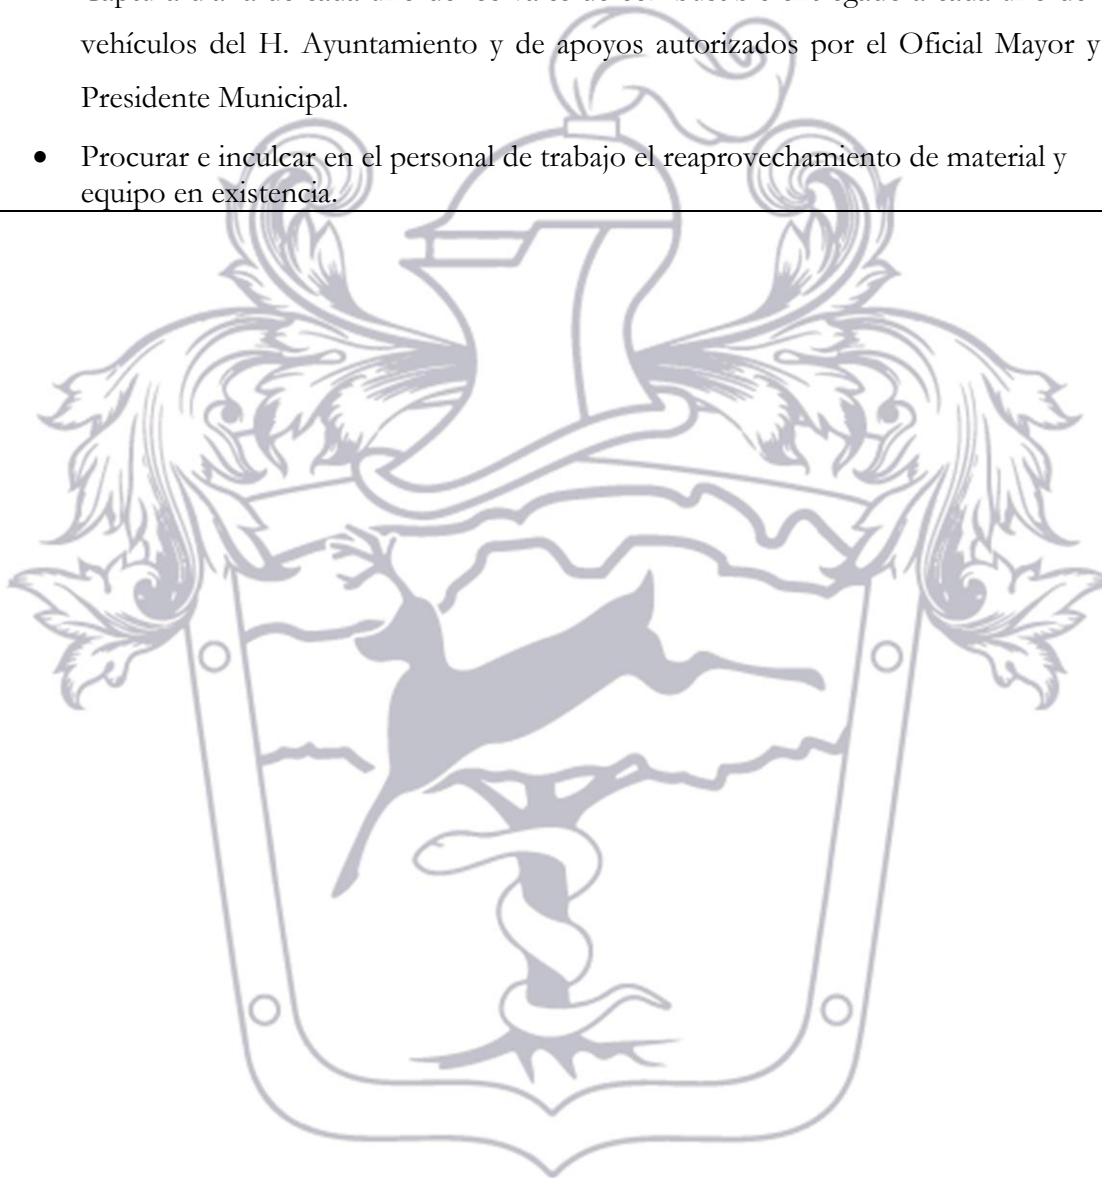 vehículos del H. Ayuntamiento y de apoyos autorizados por el Oficial Mayor y
Presidente Municipal.
• Procurar e inculcar en el personal de trabajo el reaprovechamiento de material y
equipo en existencia.